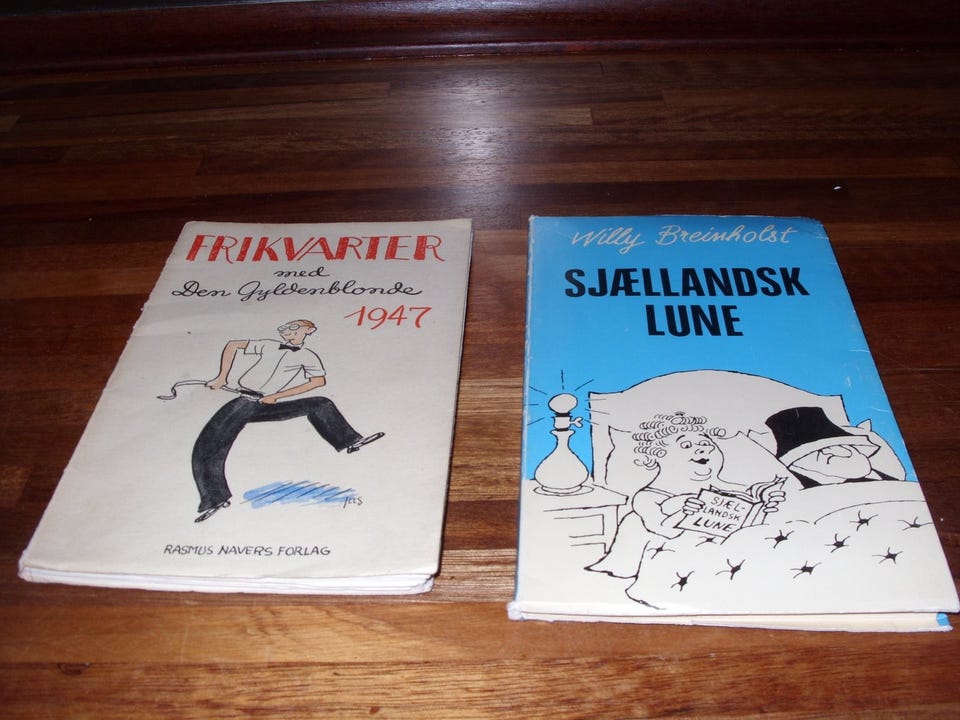 FRIKVARTER
med
Den Gyldenblonde
1947
RASMUS NAVERS FORLAG
Willy Breinholst
SJÆLLANDSK
LUNE
SJÆL-
LANDSK
LUNE